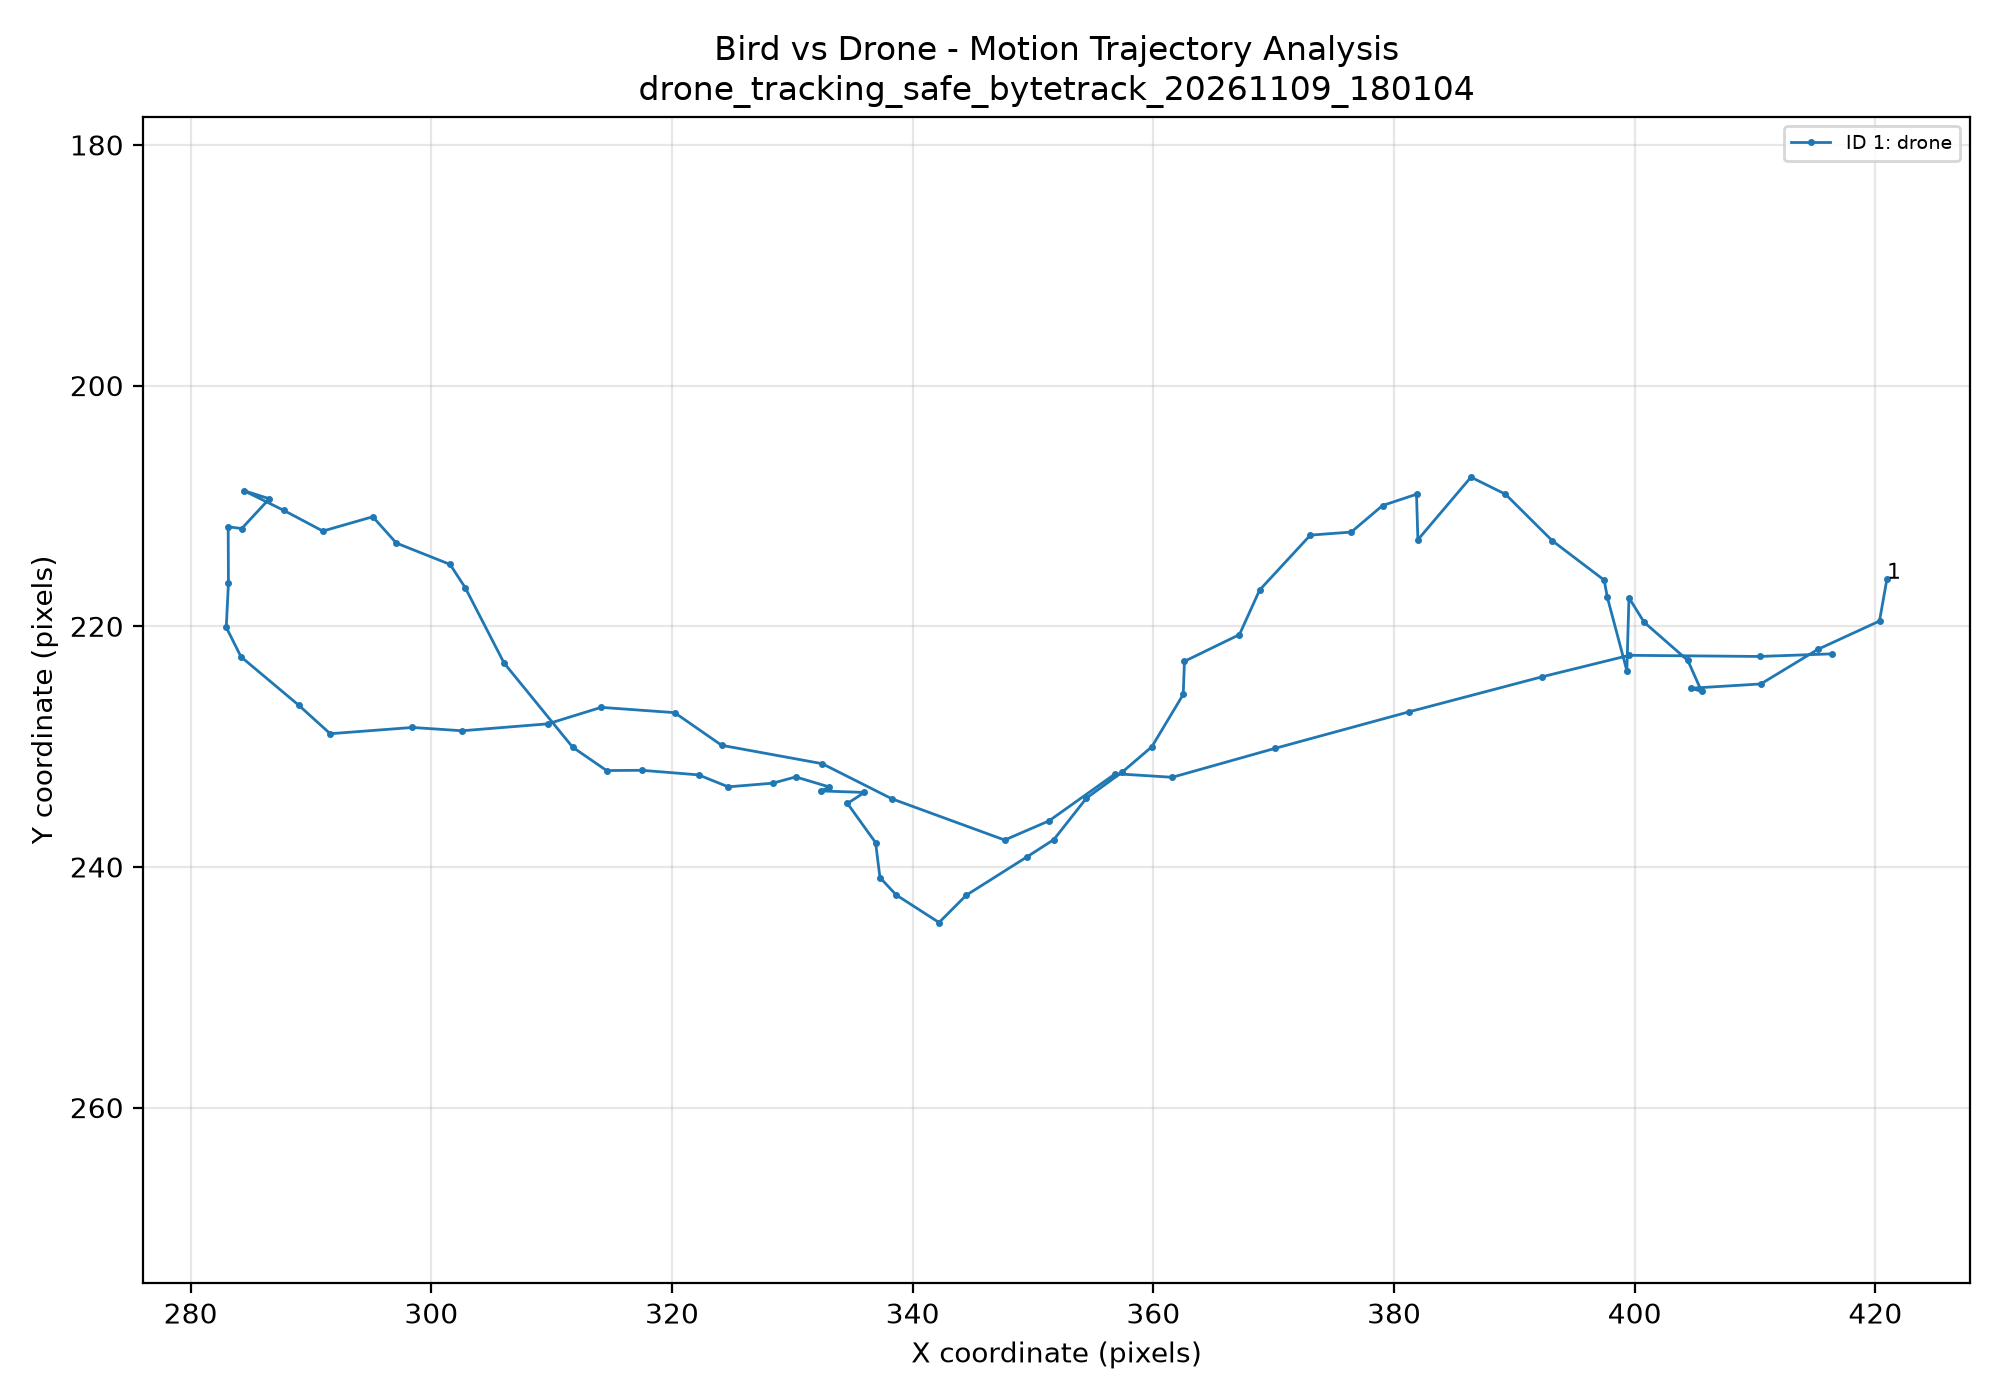 Bird vs Drone - Motion Trajectory Analysis
drone_tracking_safe_bytetrack_20261109_180104
ID 1: drone
180
200
220
240
260
1
Y coordinate (pixels)
280 300 320 340 360 380 400 420
X coordinate (pixels)